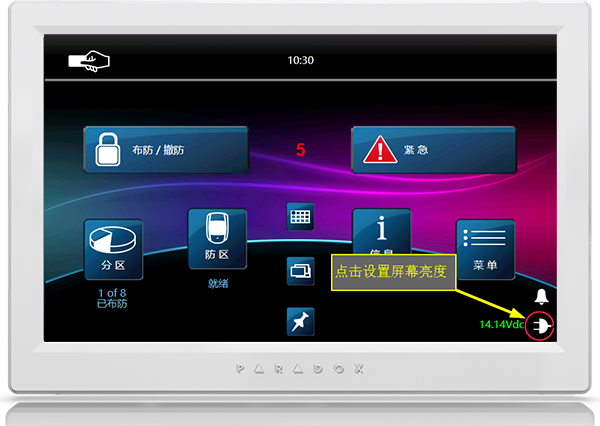 10:30
布防 / 撤防
5
紧急
分区
防区
信息
菜单
1 of 8
已布防
就绪
点击设置屏幕亮度
14.14Vdc
PARADOX